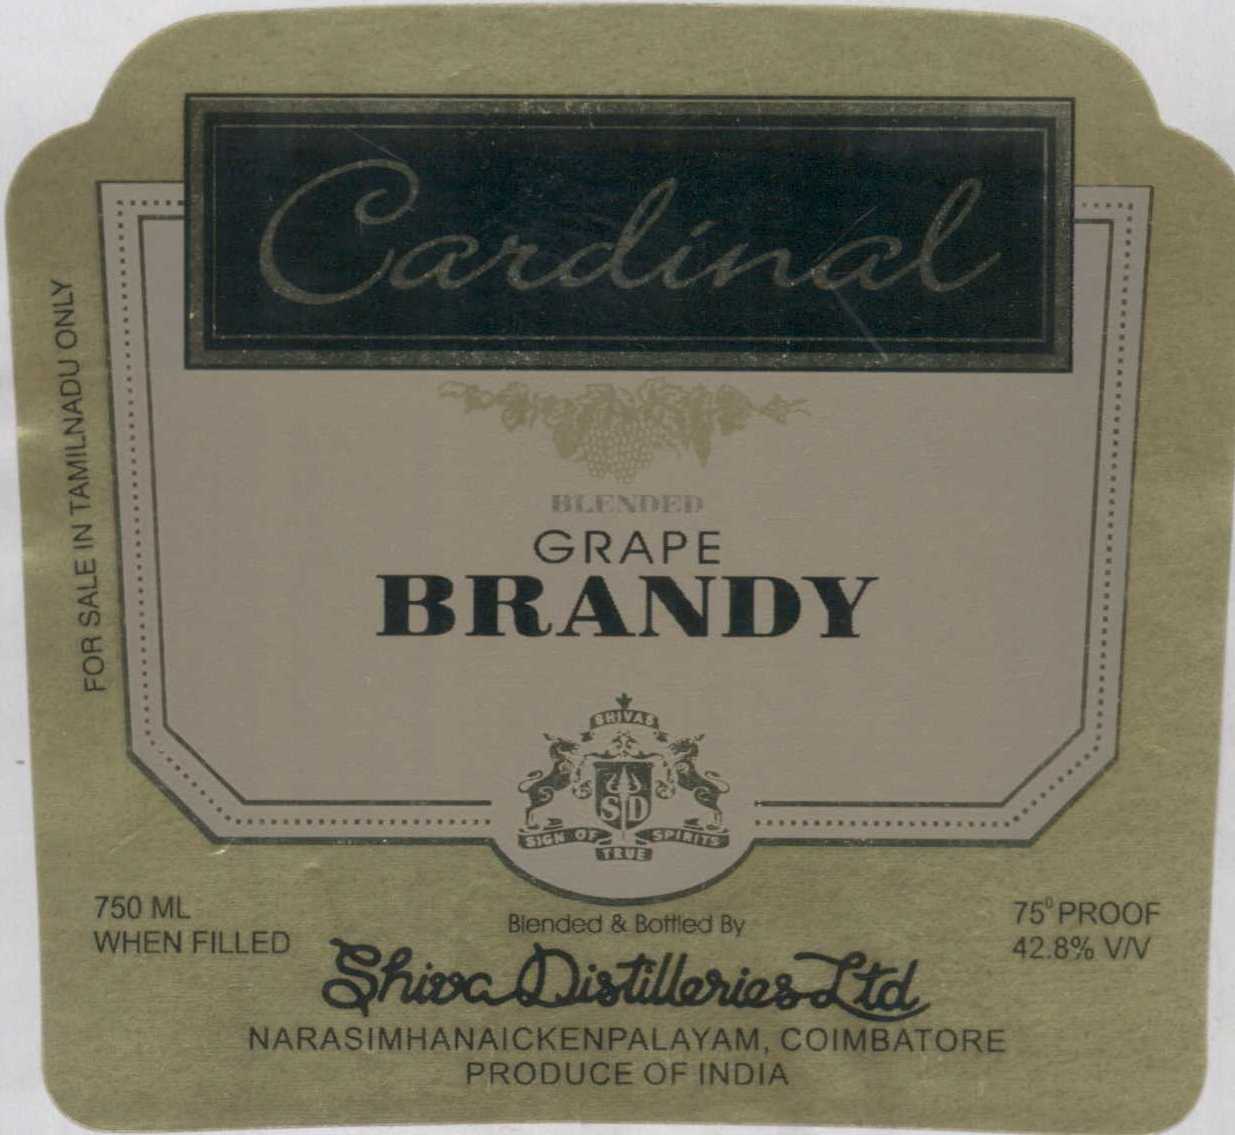 Cardinal
FOR SALE IN TAMILNADU ONLY
BLENDED
GRAPE
BRANDY
SHIVAS
SD
SIGN OF TRUE SPIRITS
750 ML
WHEN FILLED
75⁰ PROOF
42.8% V/V
Blended & Bottled By
Shiva Distilleries Ltd
NARASIMHANAICKENPALAYAM, COIMBATORE
PRODUCE OF INDIA